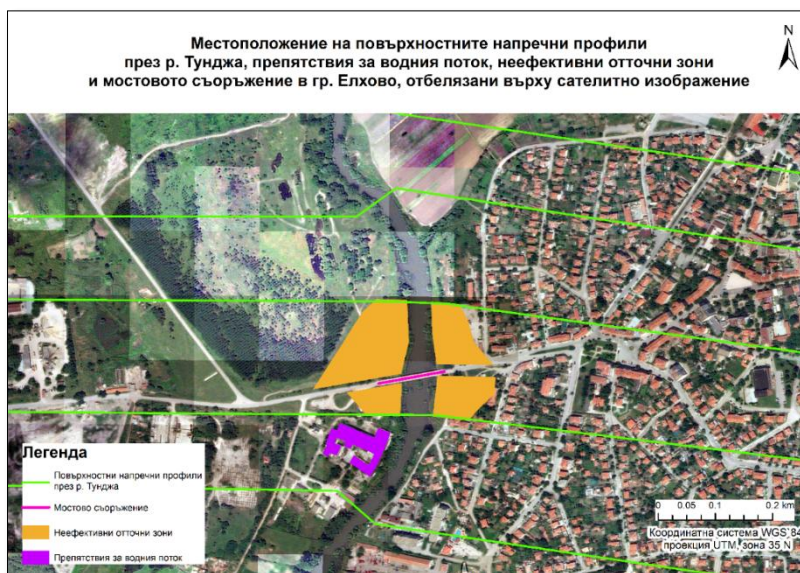 Местоположение на повърхностните напречни профили
през р. Тунджа, препятствия за водния поток, неефективни отточни зони
и мостовото съоръжение в гр. Елхово, отбелязани върху сателитно изображение
N
Легенда
Повърхностни напречни профили
през р. Тунджа
Мостово съоръжение
Неефективни отточни зони
Препятствия за водния поток
0 0.05 0.1 0.2 km
Координатна система WGS 84
проекция UTM, зона 35 N